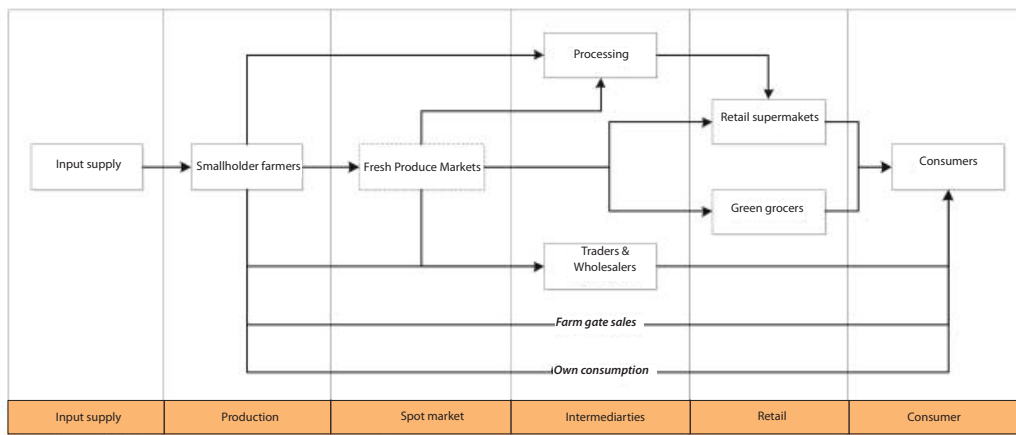 Processing
Retail supermakets
Input supply
Smallholder farmers
Fresh Produce Markets
Consumers
Green grocers
Traders &
Wholesalers
Farm gate sales
Own consumption
Input supply
Production
Spot market
Intermediarties
Retail
Consumer